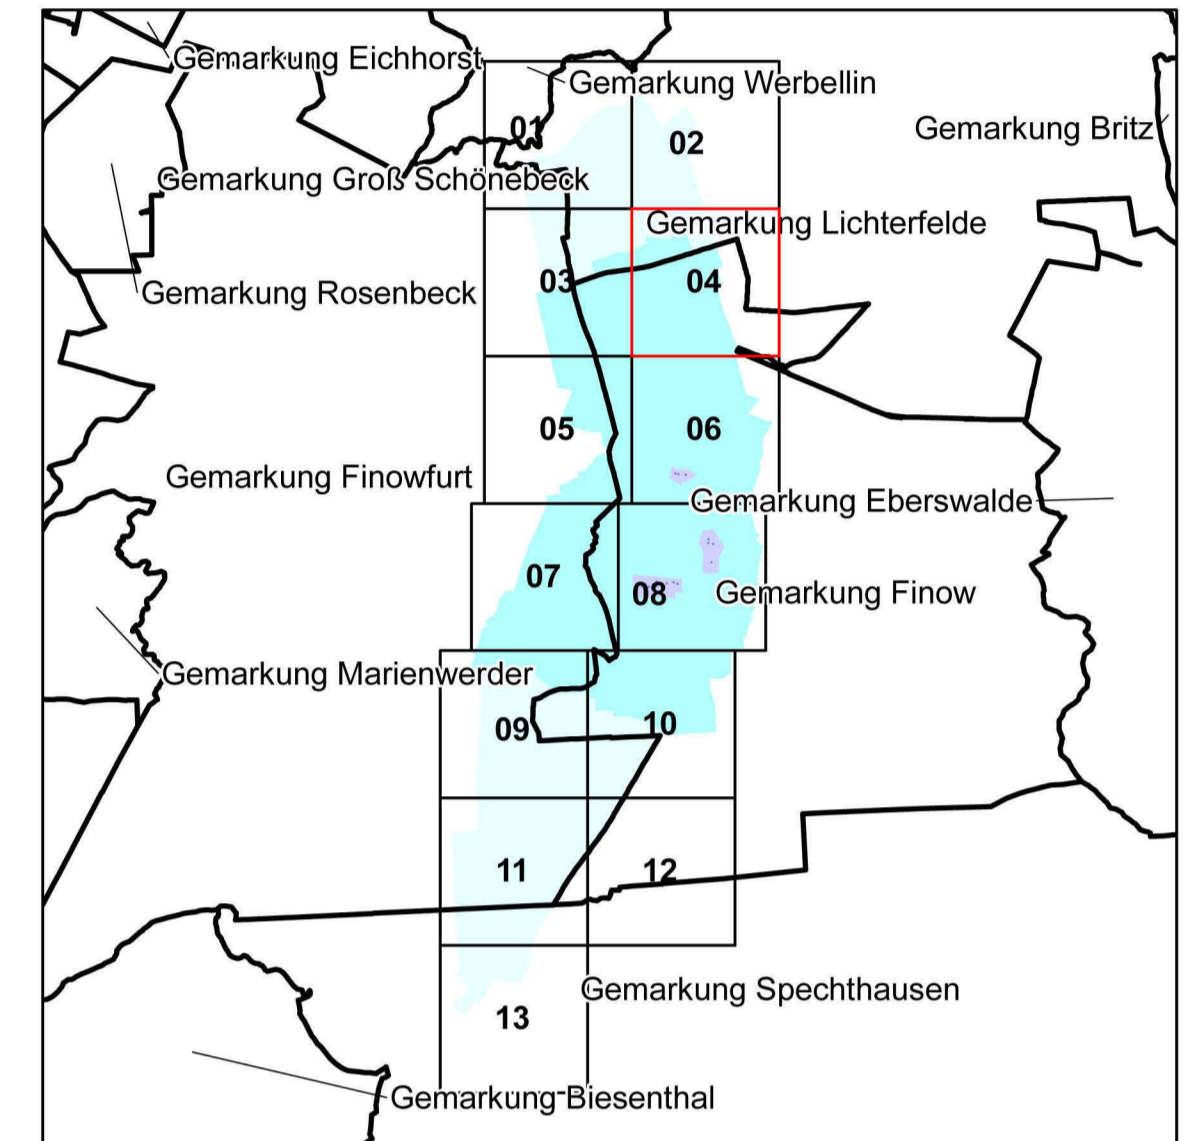 Gemarkung Eichhorst
Gemarkung Werbellin
01
02
Gemarkung Britz
Gemarkung Groß Schönebeck
Gemarkung Lichterfelde
03
04
Gemarkung Rosenbeck
05
06
Gemarkung Finowfurt
Gemarkung Eberswalde
07
08
Gemarkung Finow
Gemarkung Marienwerder
09
10
11
12
Gemarkung Spechthausen
13
Gemarkung Biesenthal